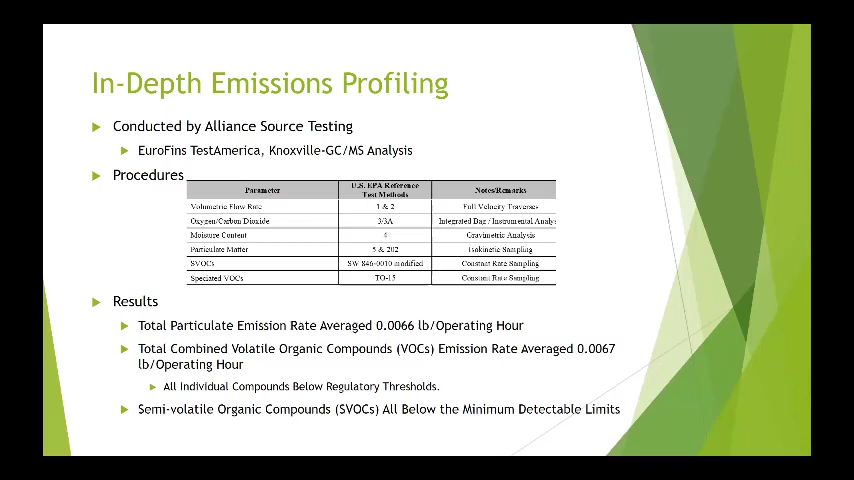 In-Depth Emissions Profiling
Conducted by Alliance Source Testing
EuroFins TestAmerica, Knoxville-GC/MS Analysis
Procedures
Parameter U.S. EPA Reference Test Methods Notes/Remarks
Volumetric Flow Rate 1 & 2 Full Velocity Traverses
Oxygen/Carbon Dioxide 3/3A Integrated Bag / Instrumental Analys
Moisture Content 4 Gravimetric Analysis
Particulate Matter 5 & 202 Isokinetic Sampling
SVOCs SW 846-0010 modified Constant Rate Sampling
Speciated VOCs TO-15 Constant Rate Sampling
Results
Total Particulate Emission Rate Averaged 0.0066 lb/Operating Hour
Total Combined Volatile Organic Compounds (VOCs) Emission Rate Averaged 0.0067
lb/Operating Hour
All Individual Compounds Below Regulatory Thresholds.
Semi-volatile Organic Compounds (SVOCs) All Below the Minimum Detectable Limits